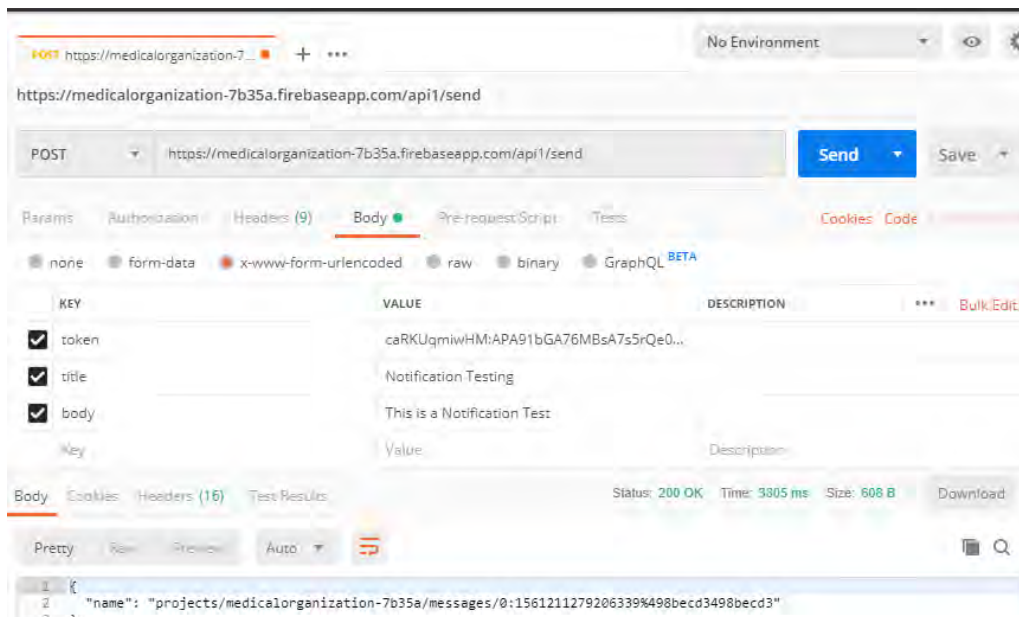 POST https://medicalorganization-7... + •••
No Environment
https://medicalorganization-7b35a.firebaseapp.com/api1/send
POST https://medicalorganization-7b35a.firebaseapp.com/api1/send Send Save
Params Authorization Headers (9) Body Pre-request Script Tests Cookies Code
none form-data x-www-form-urlencoded raw binary GraphQL BETA
KEY VALUE DESCRIPTION ••• Bulk Edit
token caRKUqmiwHM:APA91bGA76MBsA7s5rQe0...
title Notification Testing
body This is a Notification Test
Key Value Description
Body Cookies Headers (16) Test Results Status: 200 OK Time: 3305 ms Size: 608 B Download
Pretty Raw Preview Auto
1 {
2 "name": "projects/medicalorganization-7b35a/messages/0:1561211279206339%498becd3498becd3"